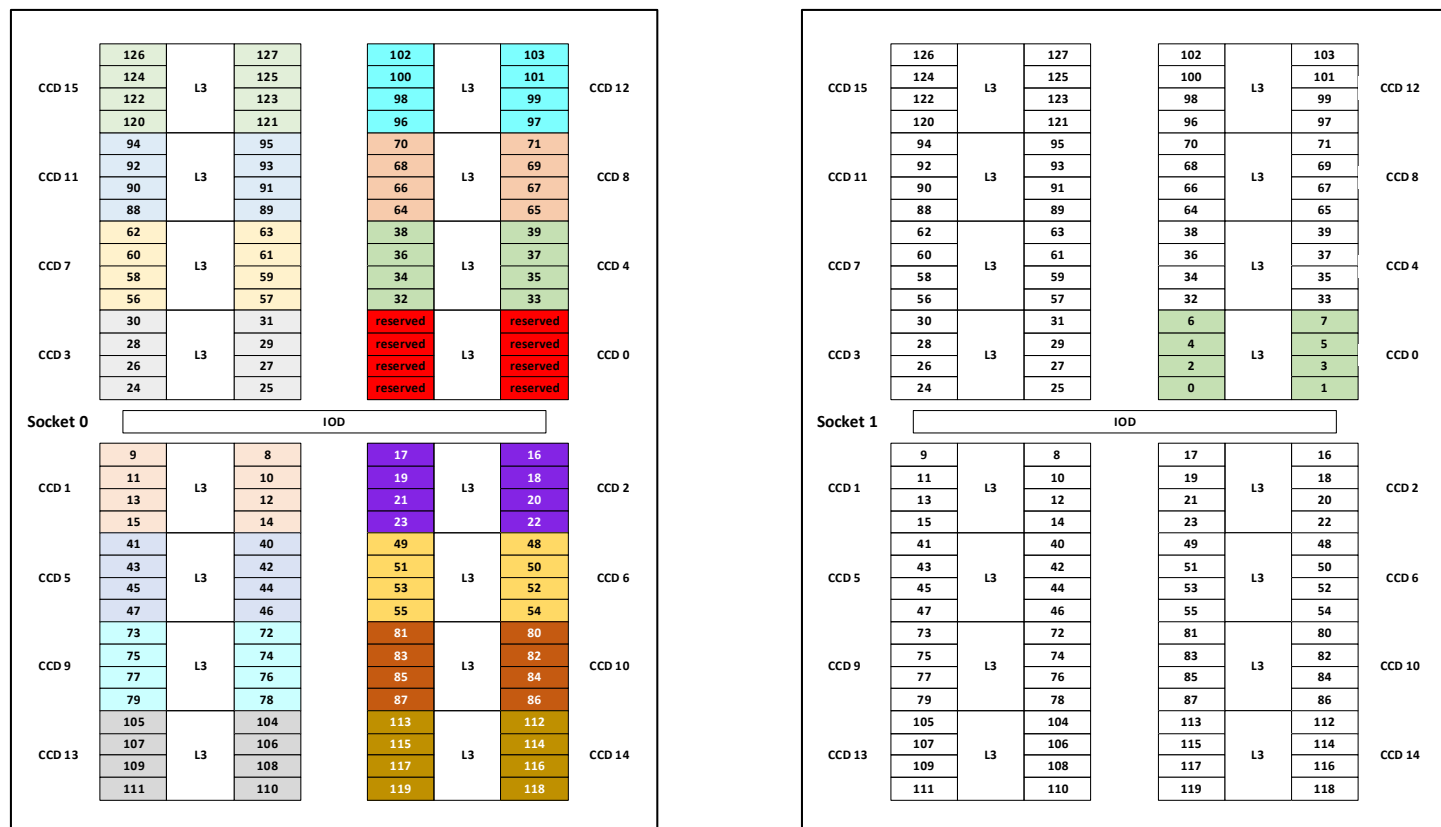 126 127 102 103 126 127 102 103
124 125 100 101 124 125 100 101
CCD 15 L3 L3 CCD 12 CCD 15 L3 L3 CCD 12
122 123 98 99 122 123 98 99
120 121 96 97 120 121 96 97
94 95 70 71 94 95 70 71
92 93 68 69 92 93 68 69
CCD 11 L3 L3 CCD 8 CCD 11 L3 L3 CCD 8
90 91 66 67 90 91 66 67
88 89 64 65 88 89 64 65
62 63 38 39 62 63 38 39
60 61 36 37 60 61 36 37
CCD 7 L3 L3 CCD 4 CCD 7 L3 L3 CCD 4
58 59 34 35 58 59 34 35
56 57 32 33 56 57 32 33
30 31 reserved reserved 30 31 6 7
28 29 reserved reserved 28 29 4 5
CCD 3 L3 L3 CCD 0 CCD 3 L3 L3 CCD 0
26 27 reserved reserved 26 27 2 3
24 25 reserved reserved 24 25 0 1
Socket 0 IOD Socket 1 IOD
9 8 17 16 9 8 17 16
11 10 19 18 11 10 19 18
CCD 1 L3 L3 CCD 2 CCD 1 L3 L3 CCD 2
13 12 21 20 13 12 21 20
15 14 23 22 15 14 23 22
41 40 49 48 41 40 49 48
43 42 51 50 43 42 51 50
CCD 5 L3 L3 CCD 6 CCD 5 L3 L3 CCD 6
45 44 53 52 45 44 53 52
47 46 55 54 47 46 55 54
73 72 81 80 73 72 81 80
75 74 83 82 75 74 83 82
CCD 9 L3 L3 CCD 10 CCD 9 L3 L3 CCD 10
77 76 85 84 77 76 85 84
79 78 87 86 79 78 87 86
105 104 113 112 105 104 113 112
107 106 115 114 107 106 115 114
CCD 13 L3 L3 CCD 14 CCD 13 L3 L3 CCD 14
109 108 117 116 109 108 117 116
111 110 119 118 111 110 119 118